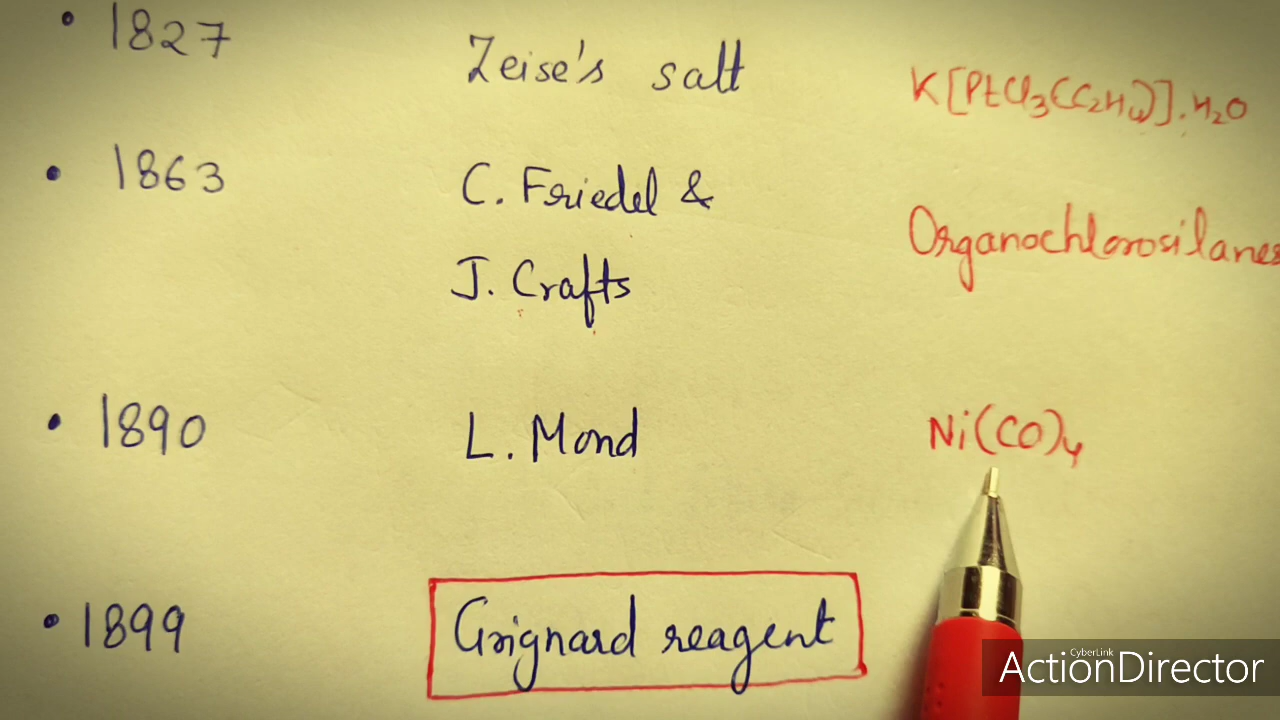 • 1827 Zeise's salt K[PtCl3(C2H4)].H2O
• 1863 C. Friedel &
J. Crafts Organochlorosilanes
• 1890 L. Mond Ni(CO)4
• 1899 Grignard reagent
CyberLink
ActionDirector